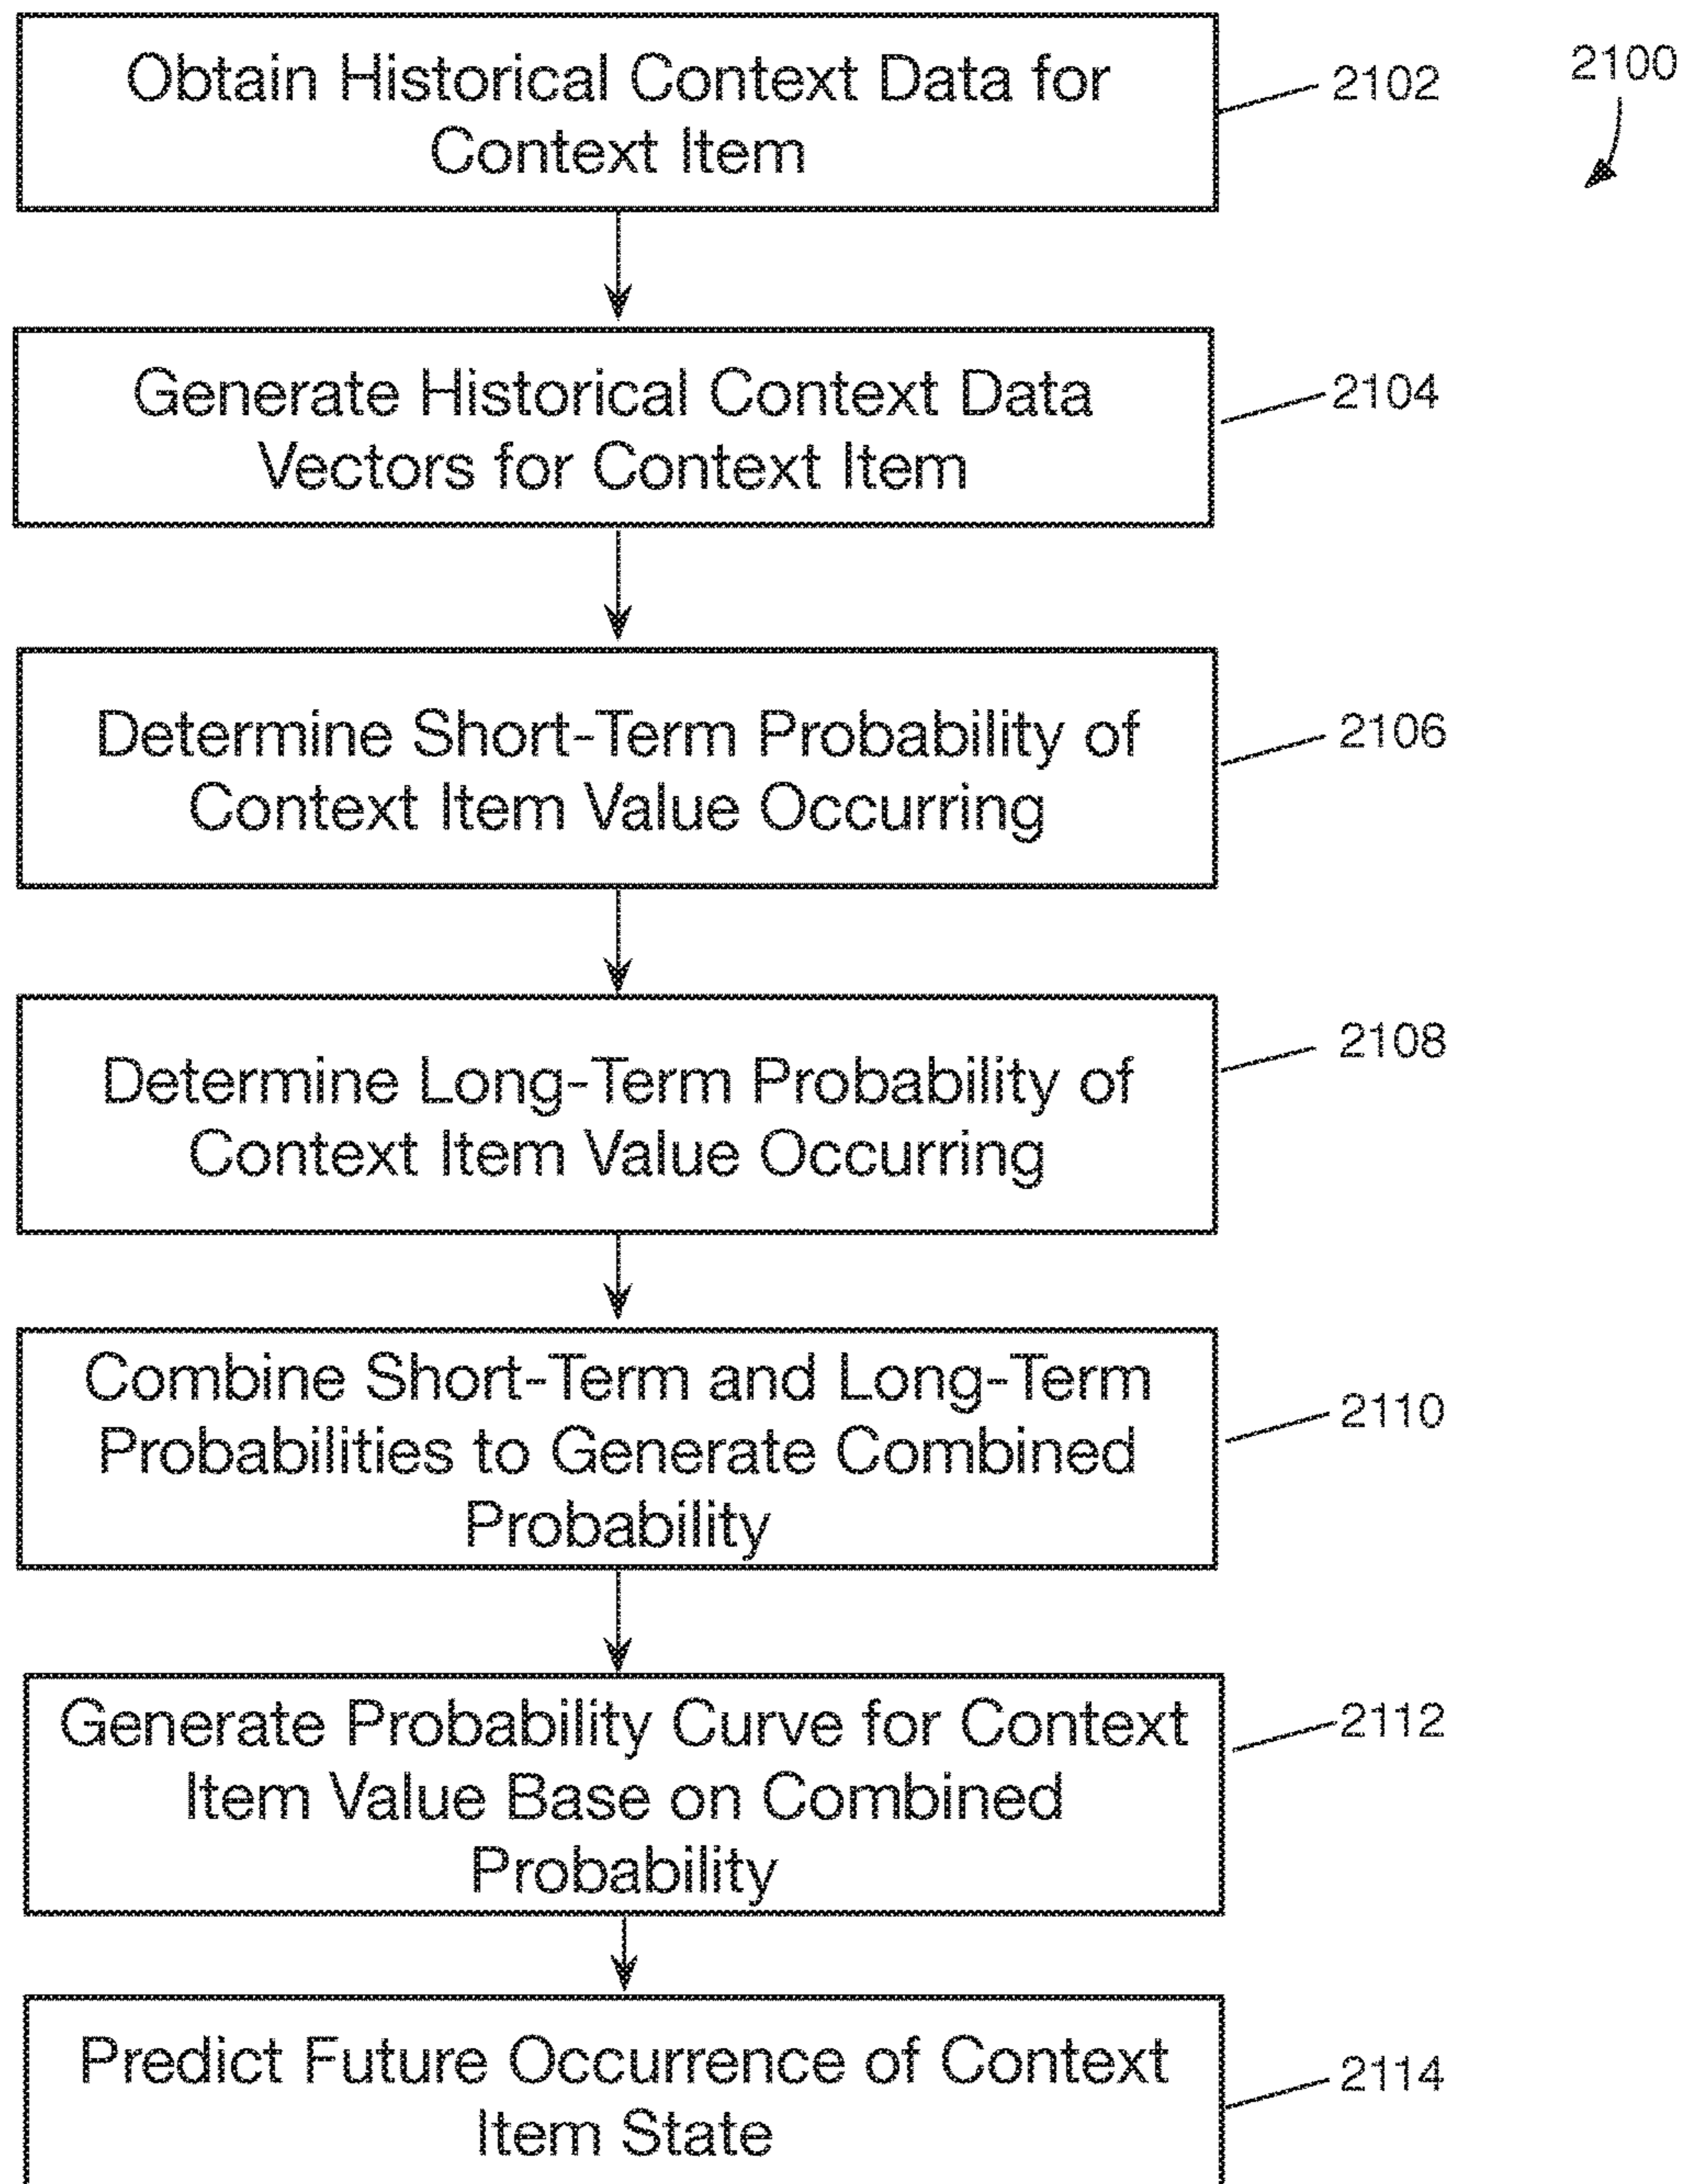 Obtain Historical Context Data for
Context Item
2102
2100
Generate Historical Context Data
Vectors for Context Item
2104
Determine Short-Term Probability of
Context Item Value Occurring
2106
Determine Long-Term Probability of
Context Item Value Occurring
2108
Combine Short-Term and Long-Term
Probabilities to Generate Combined
Probability
2110
Generate Probability Curve for Context
Item Value Base on Combined
Probability
2112
Predict Future Occurrence of Context
Item State
2114